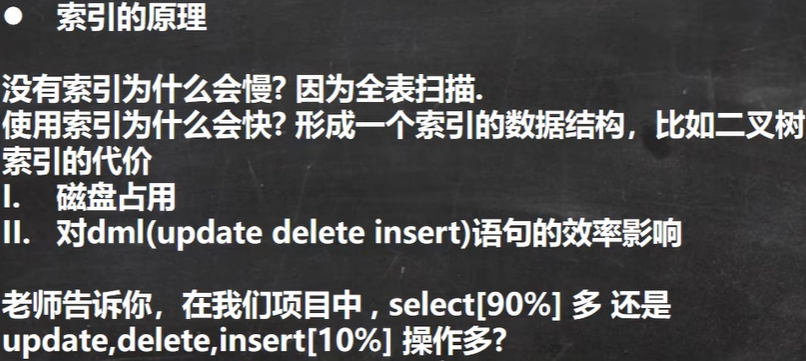 ● 索引的原理
没有索引为什么会慢? 因为全表扫描.
使用索引为什么会快? 形成一个索引的数据结构，比如二叉树
索引的代价
I. 磁盘占用
II. 对dml(update delete insert)语句的效率影响
老师告诉你，在我们项目中 , select[90%] 多 还是
update,delete,insert[10%] 操作多?